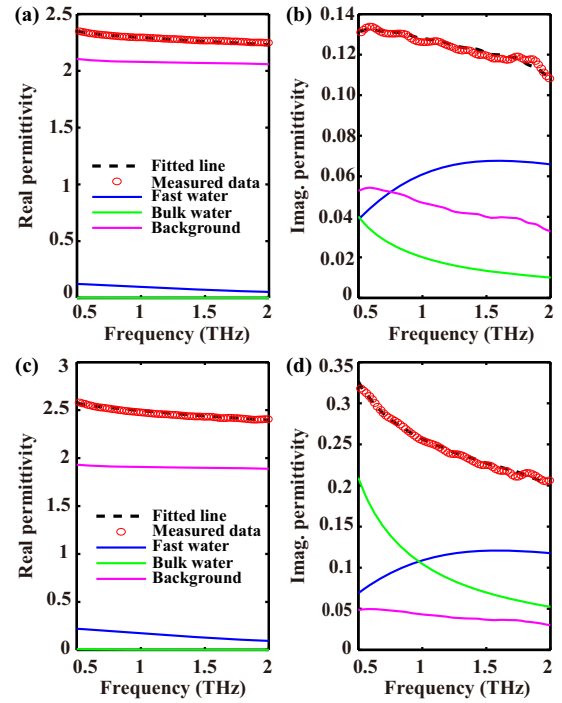 (a)
2.5
2
1.5
1
0.5
0
Real permittivity
Fitted line
Measured data
Fast water
Bulk water
Background
0.5 1 1.5 2
Frequency (THz)
(b)
0.14
0.12
0.1
0.08
0.06
0.04
0.02
0
Imag. permittivity
0.5 1 1.5 2
Frequency (THz)
(c)
3
2.5
2
1.5
1
0.5
0
Real permittivity
Fitted line
Measured data
Fast water
Bulk water
Background
0.5 1 1.5 2
Frequency (THz)
(d)
0.35
0.3
0.25
0.2
0.15
0.1
0.05
0
Imag. permittivity
0.5 1 1.5 2
Frequency (THz)